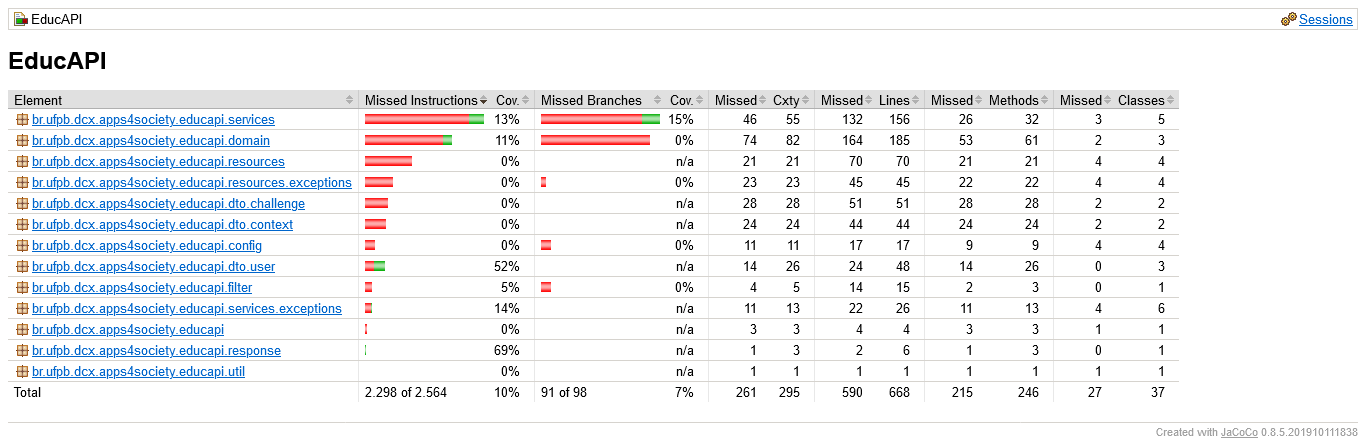 EducAPI Sessions
EducAPI
Element Missed Instructions Cov. Missed Branches Cov. Missed Cxty Missed Lines Missed Methods Missed Classes
br.ufpb.dcx.apps4society.educapi.services 13% 15% 46 55 132 156 26 32 3 5
br.ufpb.dcx.apps4society.educapi.domain 11% 0% 74 82 164 185 53 61 2 3
br.ufpb.dcx.apps4society.educapi.resources 0% n/a 21 21 70 70 21 21 4 4
br.ufpb.dcx.apps4society.educapi.resources.exceptions 0% 0% 23 23 45 45 22 22 4 4
br.ufpb.dcx.apps4society.educapi.dto.challenge 0% n/a 28 28 51 51 28 28 2 2
br.ufpb.dcx.apps4society.educapi.dto.context 0% n/a 24 24 44 44 24 24 2 2
br.ufpb.dcx.apps4society.educapi.config 0% 0% 11 11 17 17 9 9 4 4
br.ufpb.dcx.apps4society.educapi.dto.user 52% n/a 14 26 24 48 14 26 0 3
br.ufpb.dcx.apps4society.educapi.filter 5% 0% 4 5 14 15 2 3 0 1
br.ufpb.dcx.apps4society.educapi.services.exceptions 14% n/a 11 13 22 26 11 13 4 6
br.ufpb.dcx.apps4society.educapi 0% n/a 3 3 4 4 3 3 1 1
br.ufpb.dcx.apps4society.educapi.response 69% n/a 1 3 2 6 1 3 0 1
br.ufpb.dcx.apps4society.educapi.util 0% n/a 1 1 1 1 1 1 1 1
Total 2.298 of 2.564 10% 91 of 98 7% 261 295 590 668 215 246 27 37
Created with JaCoCo 0.8.5.201910111838